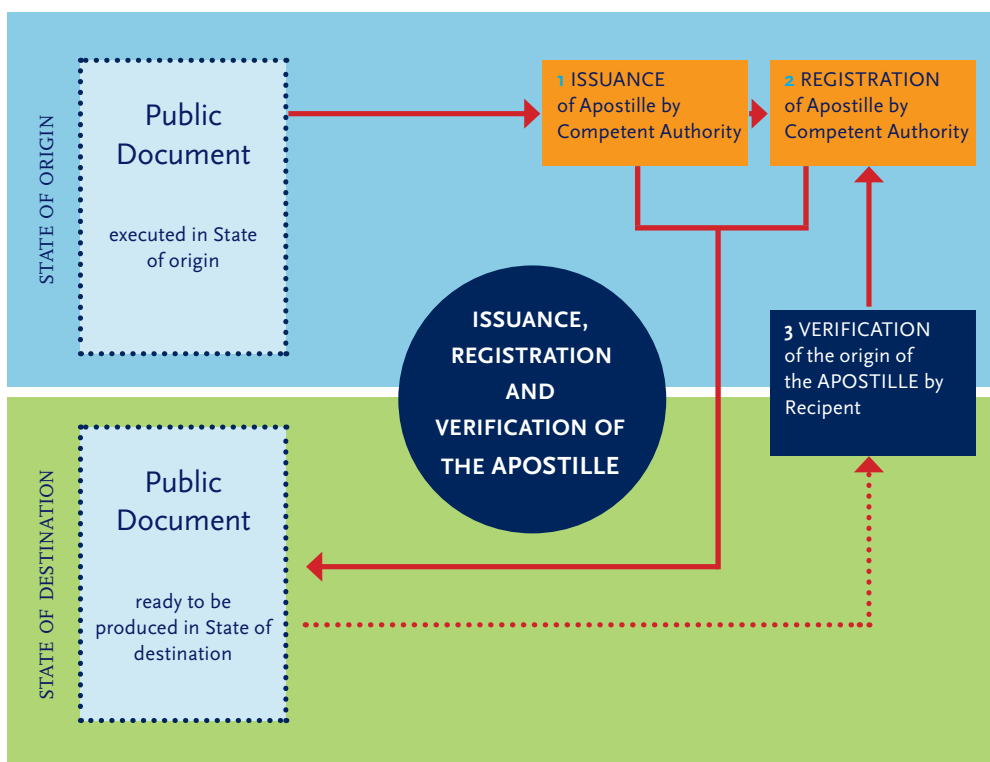 STATE OF ORIGIN
Public
Document
executed in State
of origin
1 ISSUANCE
of Apostille by
Competent Authority
2 REGISTRATION
of Apostille by
Competent Authority
ISSUANCE,
REGISTRATION
AND
VERIFICATION OF
THE APOSTILLE
3 VERIFICATION
of the origin of
the APOSTILLE by
Recipent
STATE OF DESTINATION
Public
Document
ready to be
produced in State of
destination